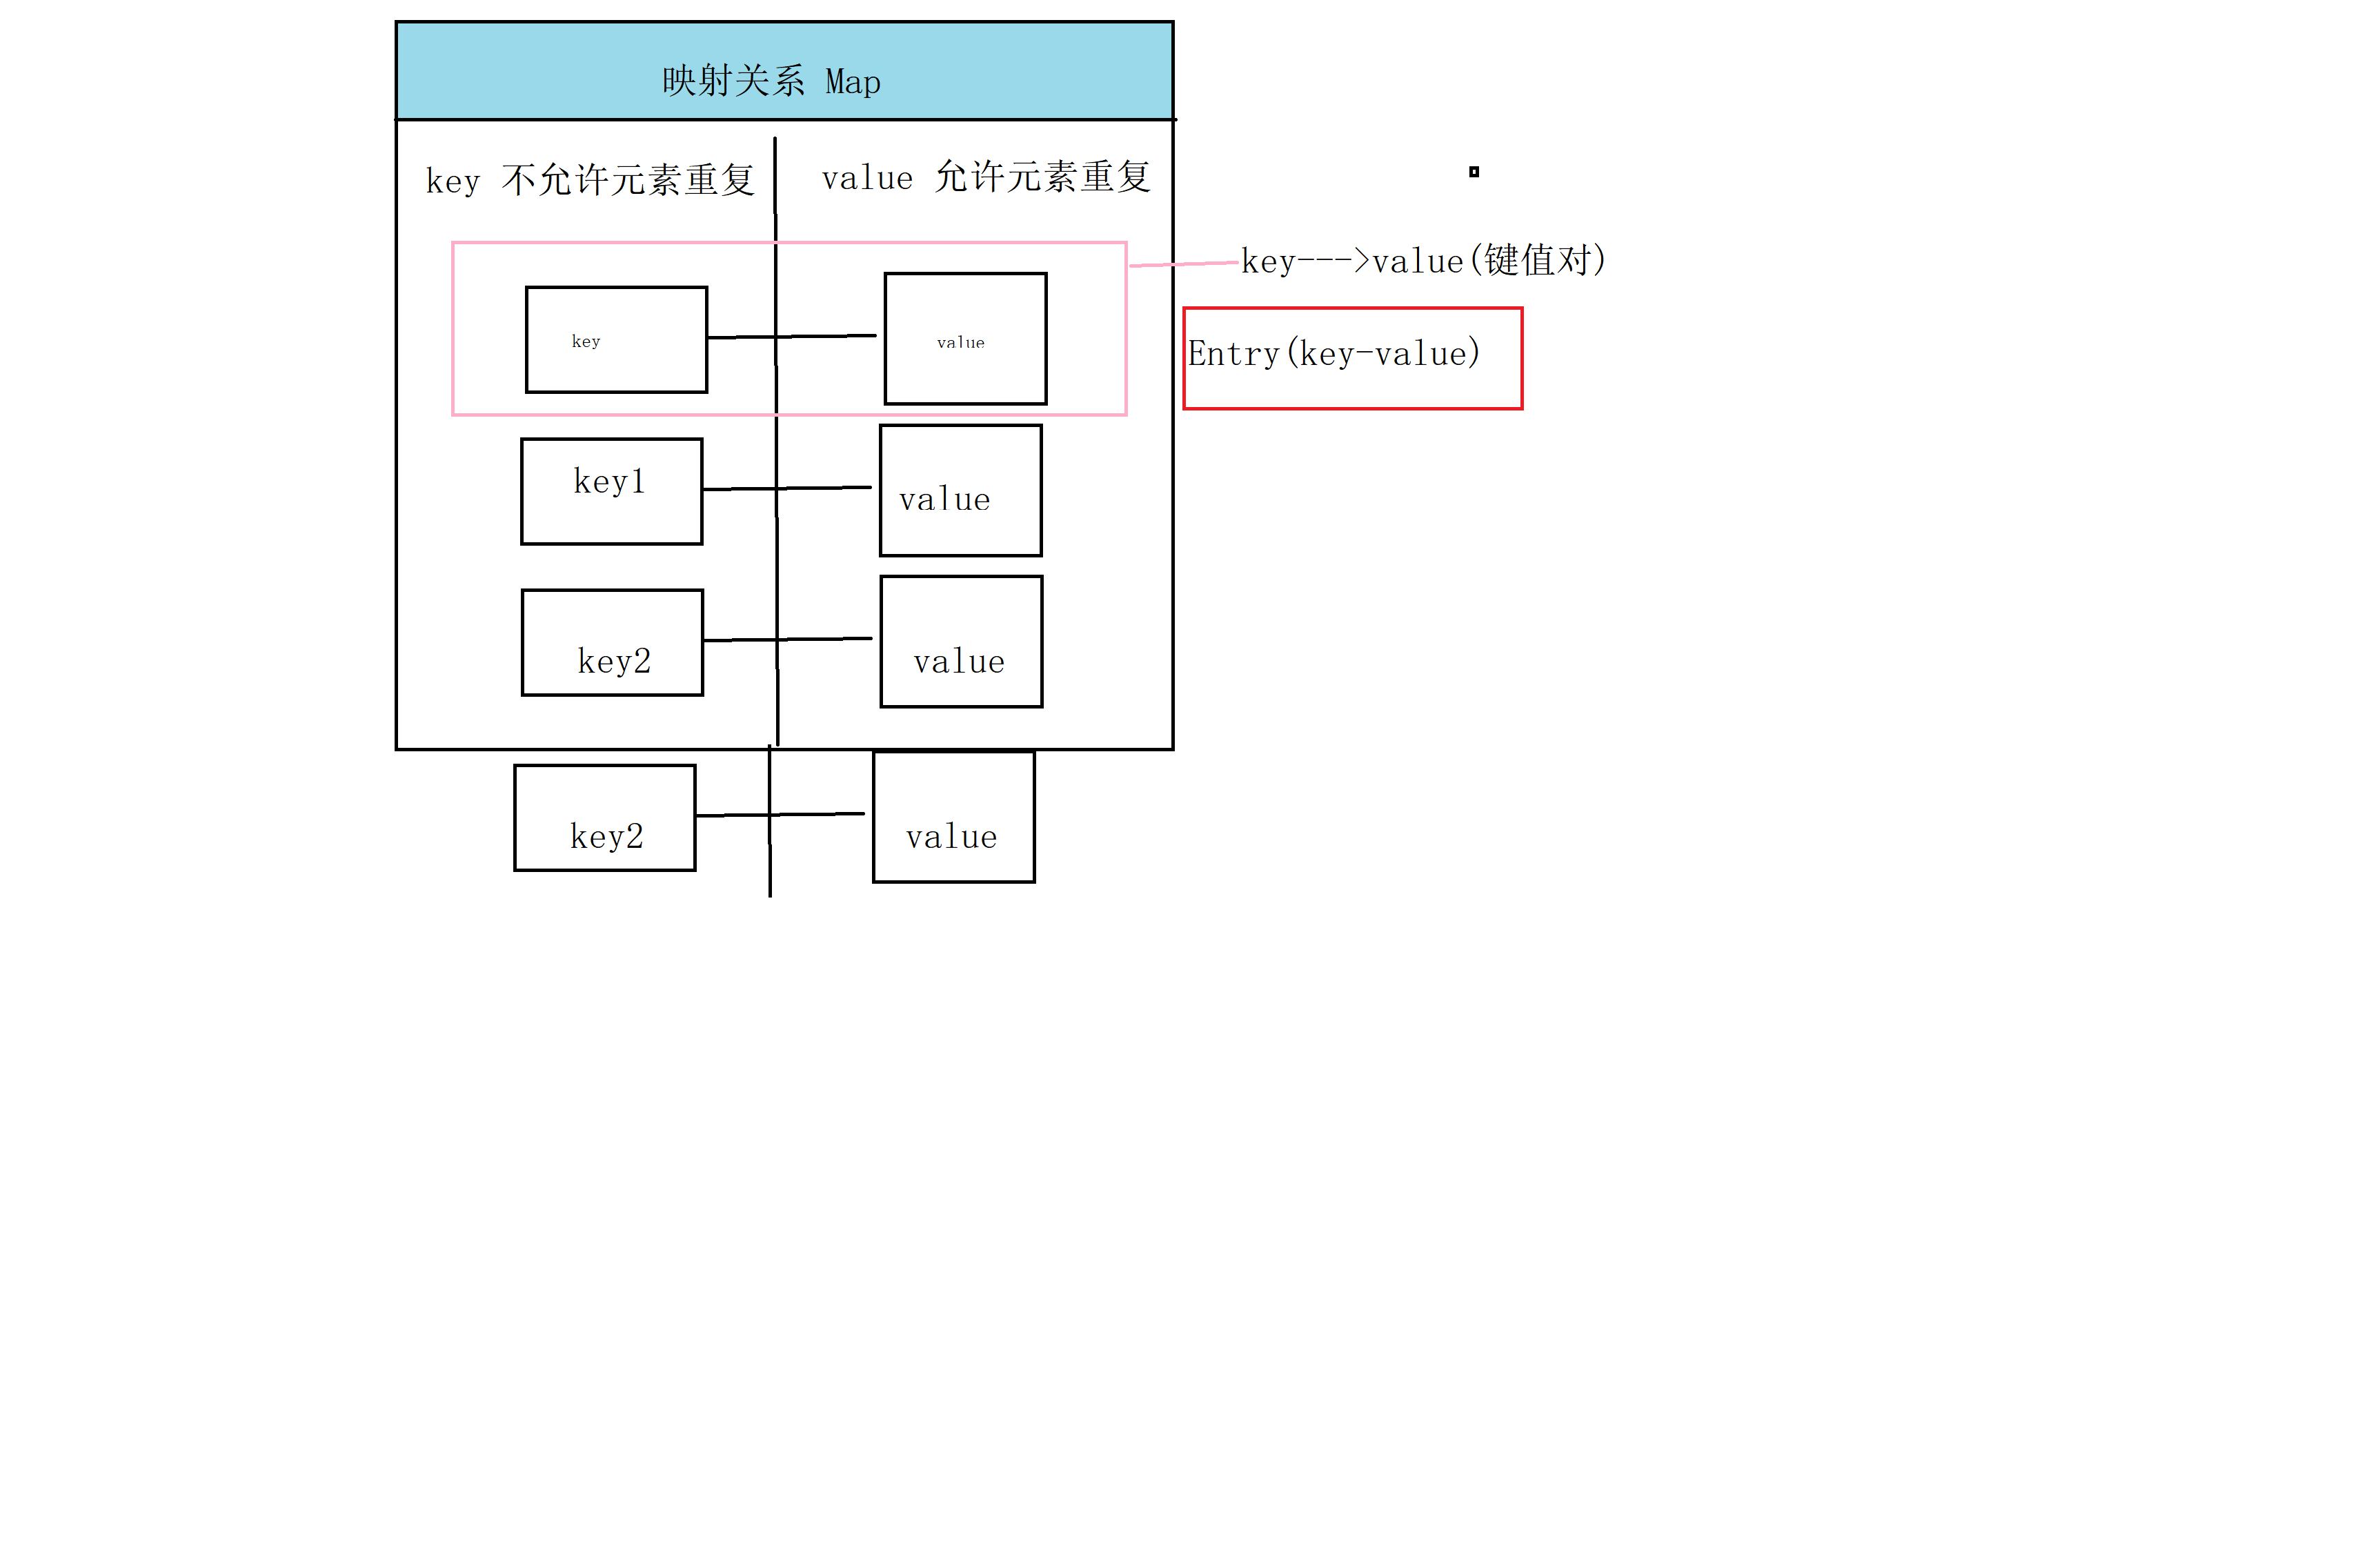 映射关系 Map
key 不允许元素重复
value 允许元素重复
key--->value(键值对)
key
value
Entry(key-value)
key1
value
key2
value
key2
value